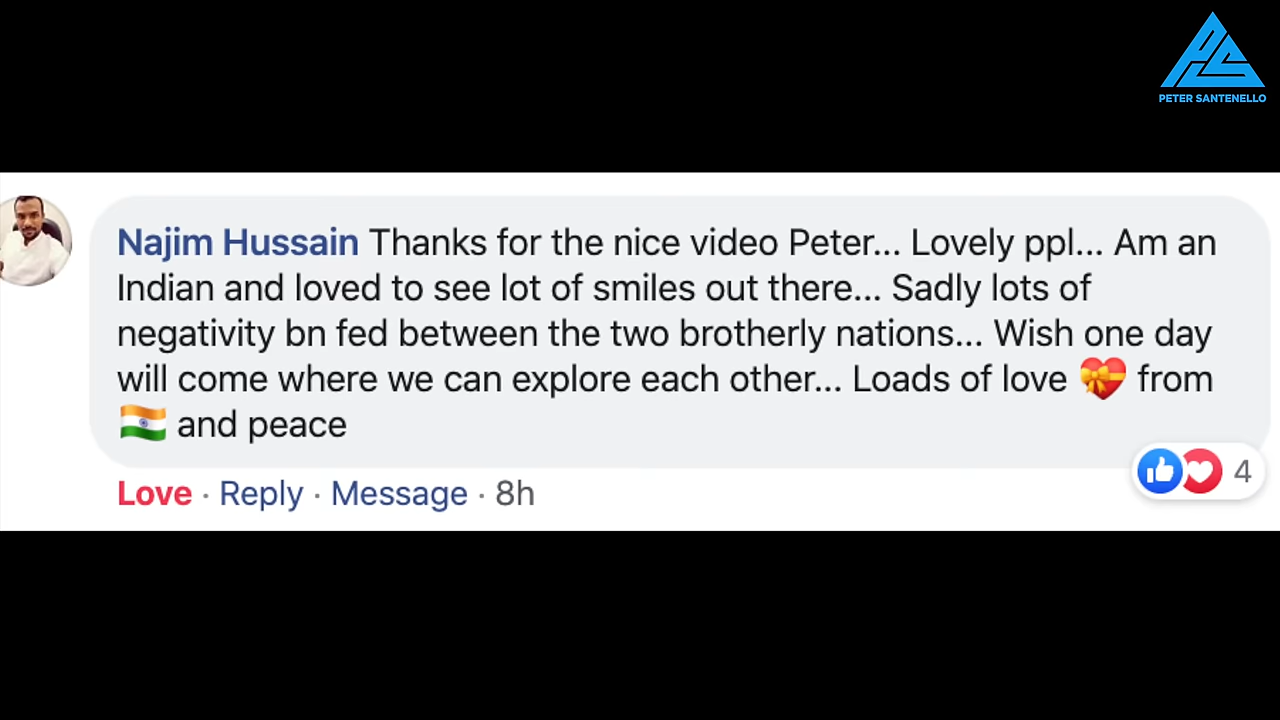 PETER SANTENELLO
Najim Hussain Thanks for the nice video Peter... Lovely ppl... Am an
Indian and loved to see lot of smiles out there... Sadly lots of
negativity bn fed between the two brotherly nations... Wish one day
will come where we can explore each other... Loads of love 💝 from
🇮🇳 and peace
Love · Reply · Message · 8h
4